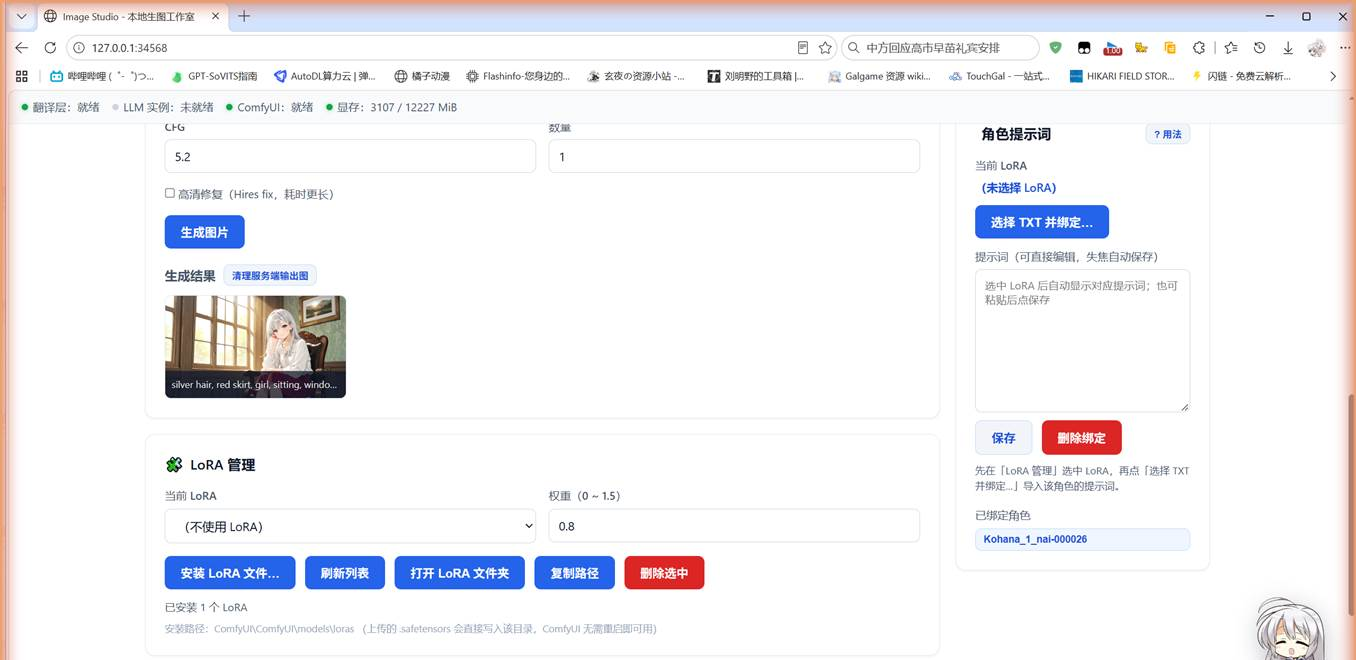 Image Studio - 本地生图工作室
127.0.0.1:34568
中方回应高市早苗礼宾安排
1.00
哔哩哔哩 (゜-゜)つ...
GPT-SoVITS指南
AutoDL算力云 | 弹...
橘子动漫
Flashinfo-您身边的...
玄夜の资源小站 -...
刘明野的工具箱 |...
Galgame 资源 wiki...
TouchGal - 一站式...
HIKARI FIELD STOR...
闪链 - 免费云解析...
翻译层：就绪 LLM 实例：未就绪 ComfyUI：就绪 显存：3107 / 12227 MiB
CFG
数量
5.2
1
高清修复（Hires fix，耗时更长）
生成图片
生成结果 清理服务端输出图
silver hair, red skirt, girl, sitting, windo...
LoRA 管理
当前 LoRA
权重（0 ~ 1.5）
（不使用 LoRA）
0.8
安装 LoRA 文件...
刷新列表
打开 LoRA 文件夹
复制路径
删除选中
已安装 1 个 LoRA
安装路径：ComfyUI\ComfyUI\models\loras （上传的 .safetensors 会直接写入该目录，ComfyUI 无需重启即可用）
角色提示词
? 用法
当前 LoRA
（未选择 LoRA）
选择 TXT 并绑定...
提示词（可直接编辑，失焦自动保存）
选中 LoRA 后自动显示对应提示词；也可
粘贴后点保存
保存
删除绑定
先在「LoRA 管理」选中 LoRA，再点「选择 TXT
并绑定...」导入该角色的提示词。
已绑定角色
Kohana_1_nai-000026